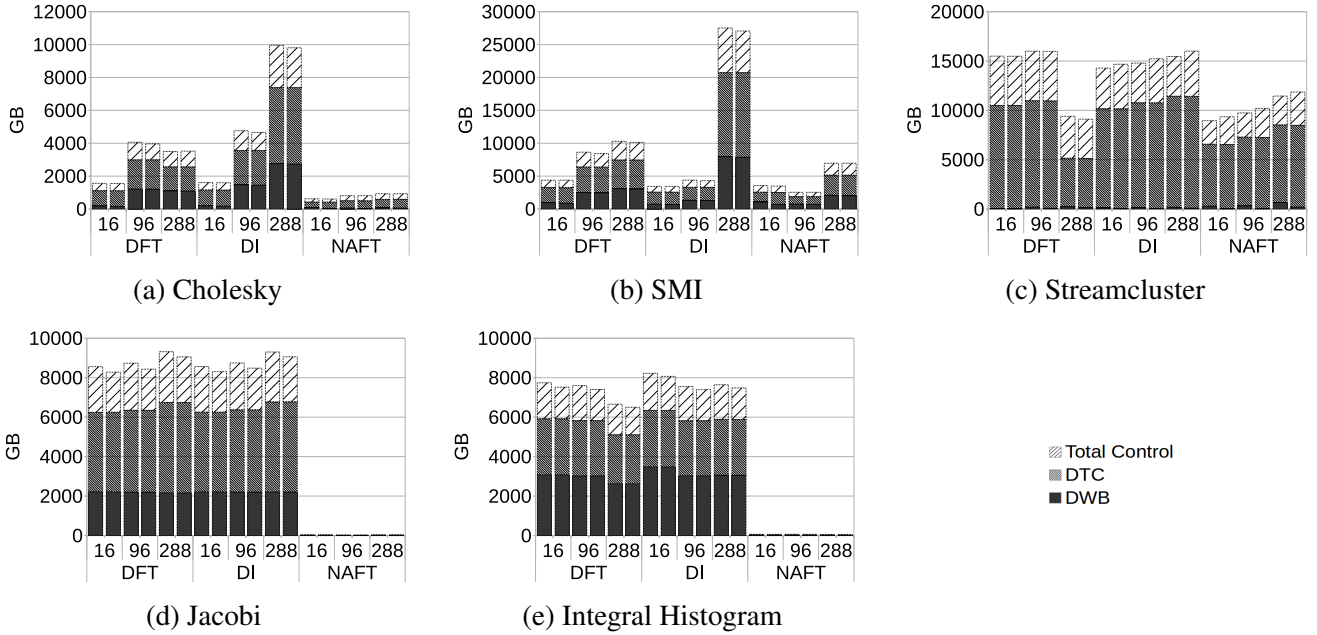 12000
10000
8000
6000
4000
2000
0
GB
16 96 288 16 96 288 16 96 288
DFT DI NAFT
(a) Cholesky
30000
25000
20000
15000
10000
5000
0
GB
16 96 288 16 96 288 16 96 288
DFT DI NAFT
(b) SMI
20000
15000
10000
5000
0
GB
16 96 288 16 96 288 16 96 288
DFT DI NAFT
(c) Streamcluster
10000
8000
6000
4000
2000
0
GB
16 96 288 16 96 288 16 96 288
DFT DI NAFT
(d) Jacobi
10000
8000
6000
4000
2000
0
GB
16 96 288 16 96 288 16 96 288
DFT DI NAFT
(e) Integral Histogram
Total Control
DTC
DWB